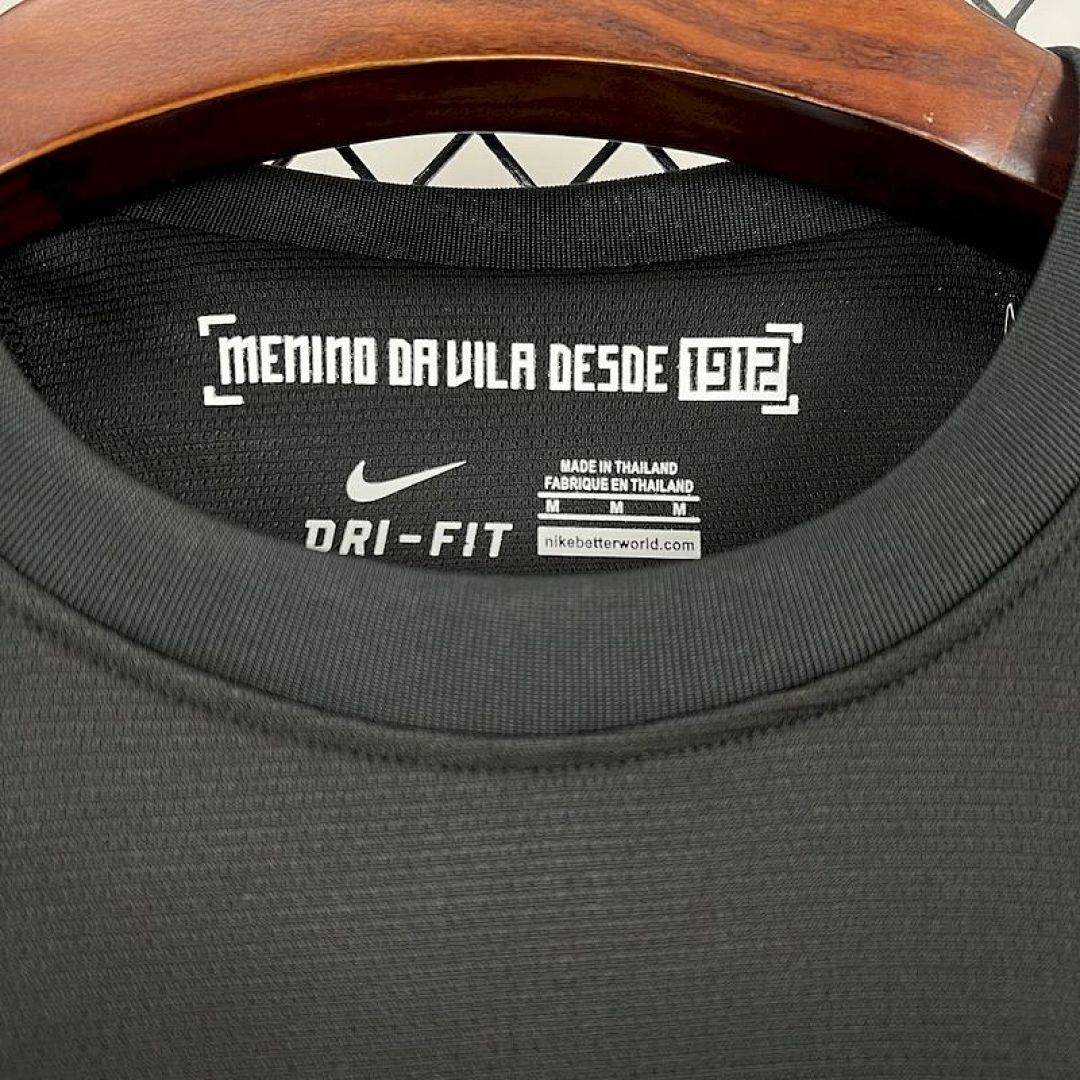 MENINO DA VILA DESDE 1912
DRI-FIT
MADE IN THAILAND
FABRIQUE EN THAILAND
M M M
nikebetterworld.com